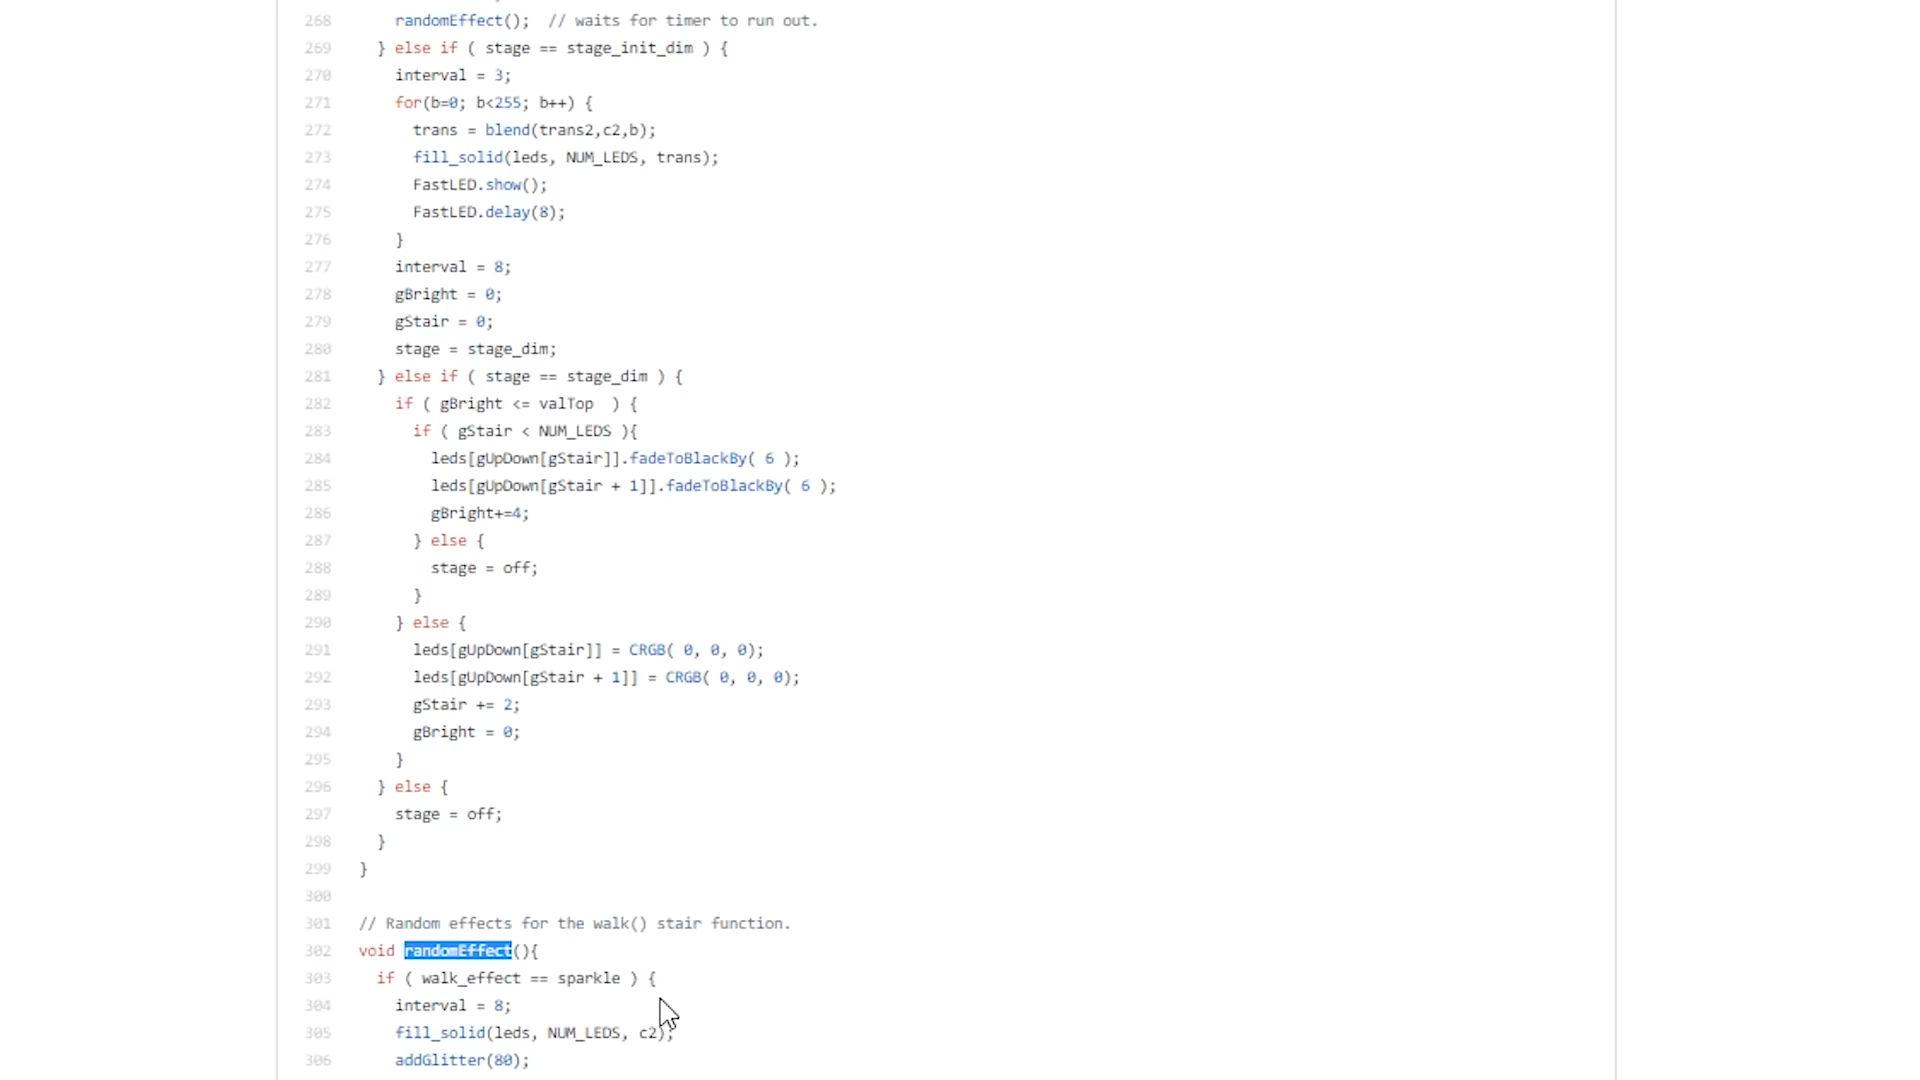 268 randomEffect(); // waits for timer to run out.
269 } else if ( stage == stage_init_dim ) {
270 interval = 3;
271 for(b=0; b<255; b++) {
272 trans = blend(trans2,c2,b);
273 fill_solid(leds, NUM_LEDS, trans);
274 FastLED.show();
275 FastLED.delay(8);
276 }
277 interval = 8;
278 gBright = 0;
279 gStair = 0;
280 stage = stage_dim;
281 } else if ( stage == stage_dim ) {
282 if ( gBright <= valTop  ) {
283 if ( gStair < NUM_LEDS ){
284 leds[gUpDown[gStair]].fadeToBlackBy( 6 );
285 leds[gUpDown[gStair + 1]].fadeToBlackBy( 6 );
286 gBright+=4;
287 } else {
288 stage = off;
289 }
290 } else {
291 leds[gUpDown[gStair]] = CRGB( 0, 0, 0);
292 leds[gUpDown[gStair + 1]] = CRGB( 0, 0, 0);
293 gStair += 2;
294 gBright = 0;
295 }
296 } else {
297 stage = off;
298 }
299 }
300
301 // Random effects for the walk() stair function.
302 void randomEffect(){
303 if ( walk_effect == sparkle ) {
304 interval = 8;
305 fill_solid(leds, NUM_LEDS, c2);
306 addGlitter(80);